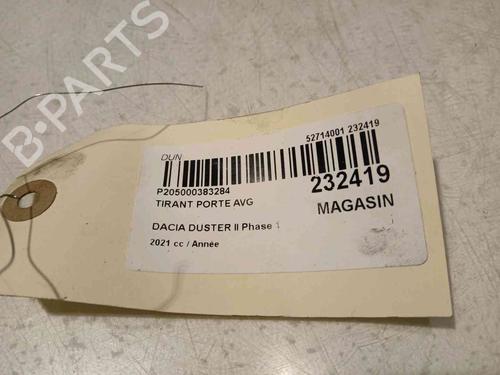 B-PARTS
52714001 232419
DUN
P205000383284
232419
TIRANT PORTE AVG
MAGASIN
DACIA DUSTER II Phase 1
2021 cc / Année